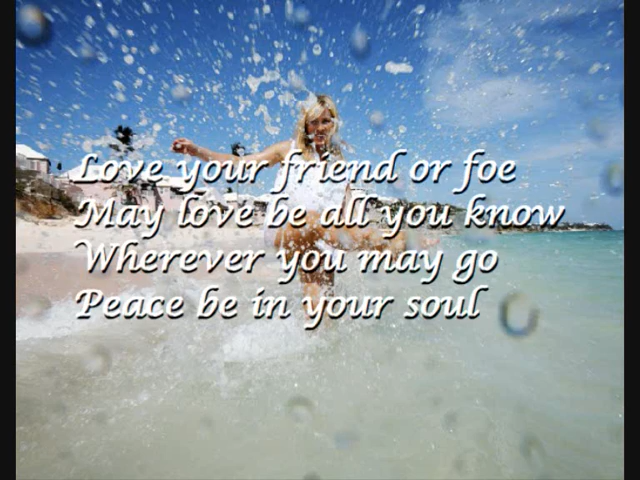 Love your friend or foe
May love be all you know
Wherever you may go
Peace be in your soul